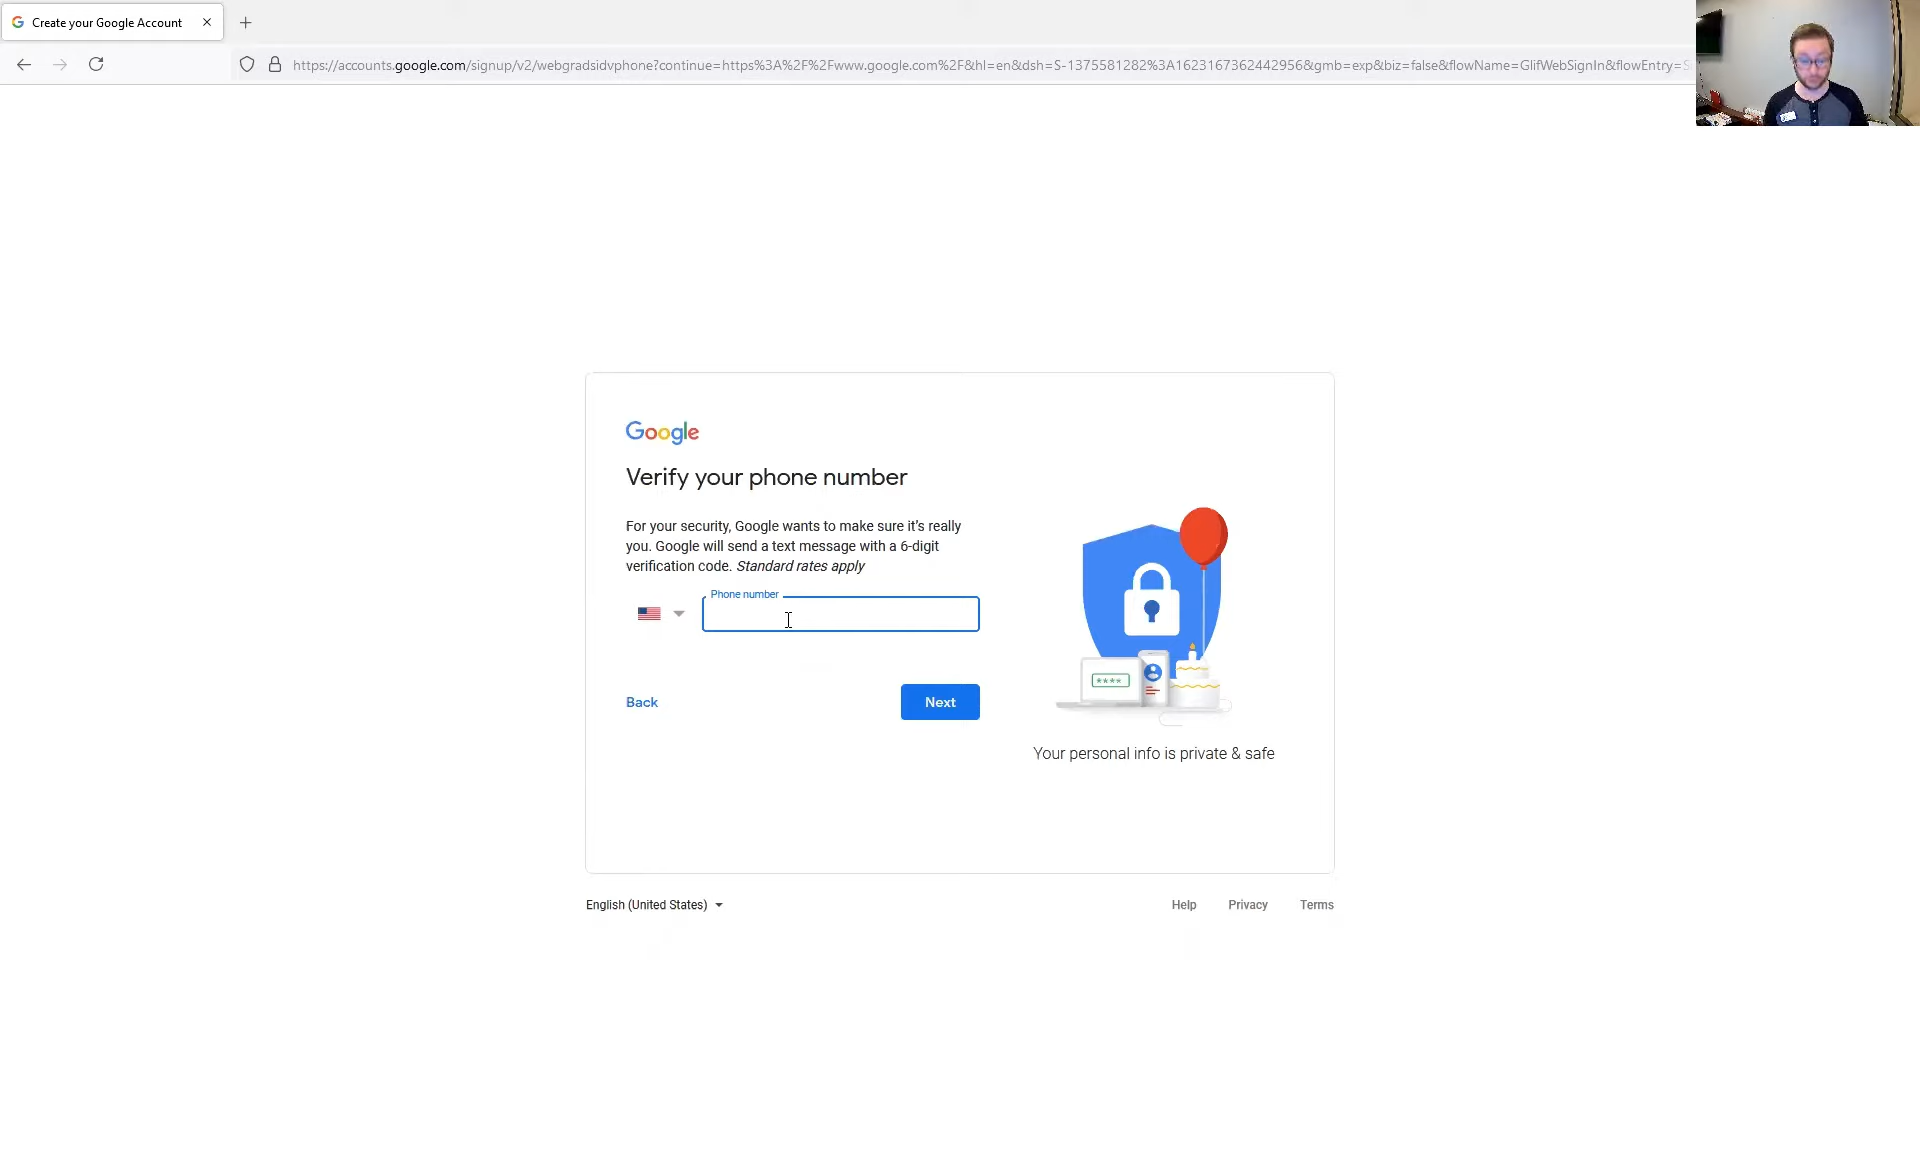 Create your Google Account
https://accounts.google.com/signup/v2/webgradsidvphone?continue=https%3A%2F%2Fwww.google.com%2F&hl=en&dsh=S-1375581282%3A1623167362442956&gmb=exp&biz=false&flowName=GlifWebSignIn&flowEntry=S
Google
Verify your phone number
For your security, Google wants to make sure it's really
you. Google will send a text message with a 6-digit
verification code. Standard rates apply
Phone number
Back
Next
****
Your personal info is private & safe
English (United States)
Help
Privacy
Terms